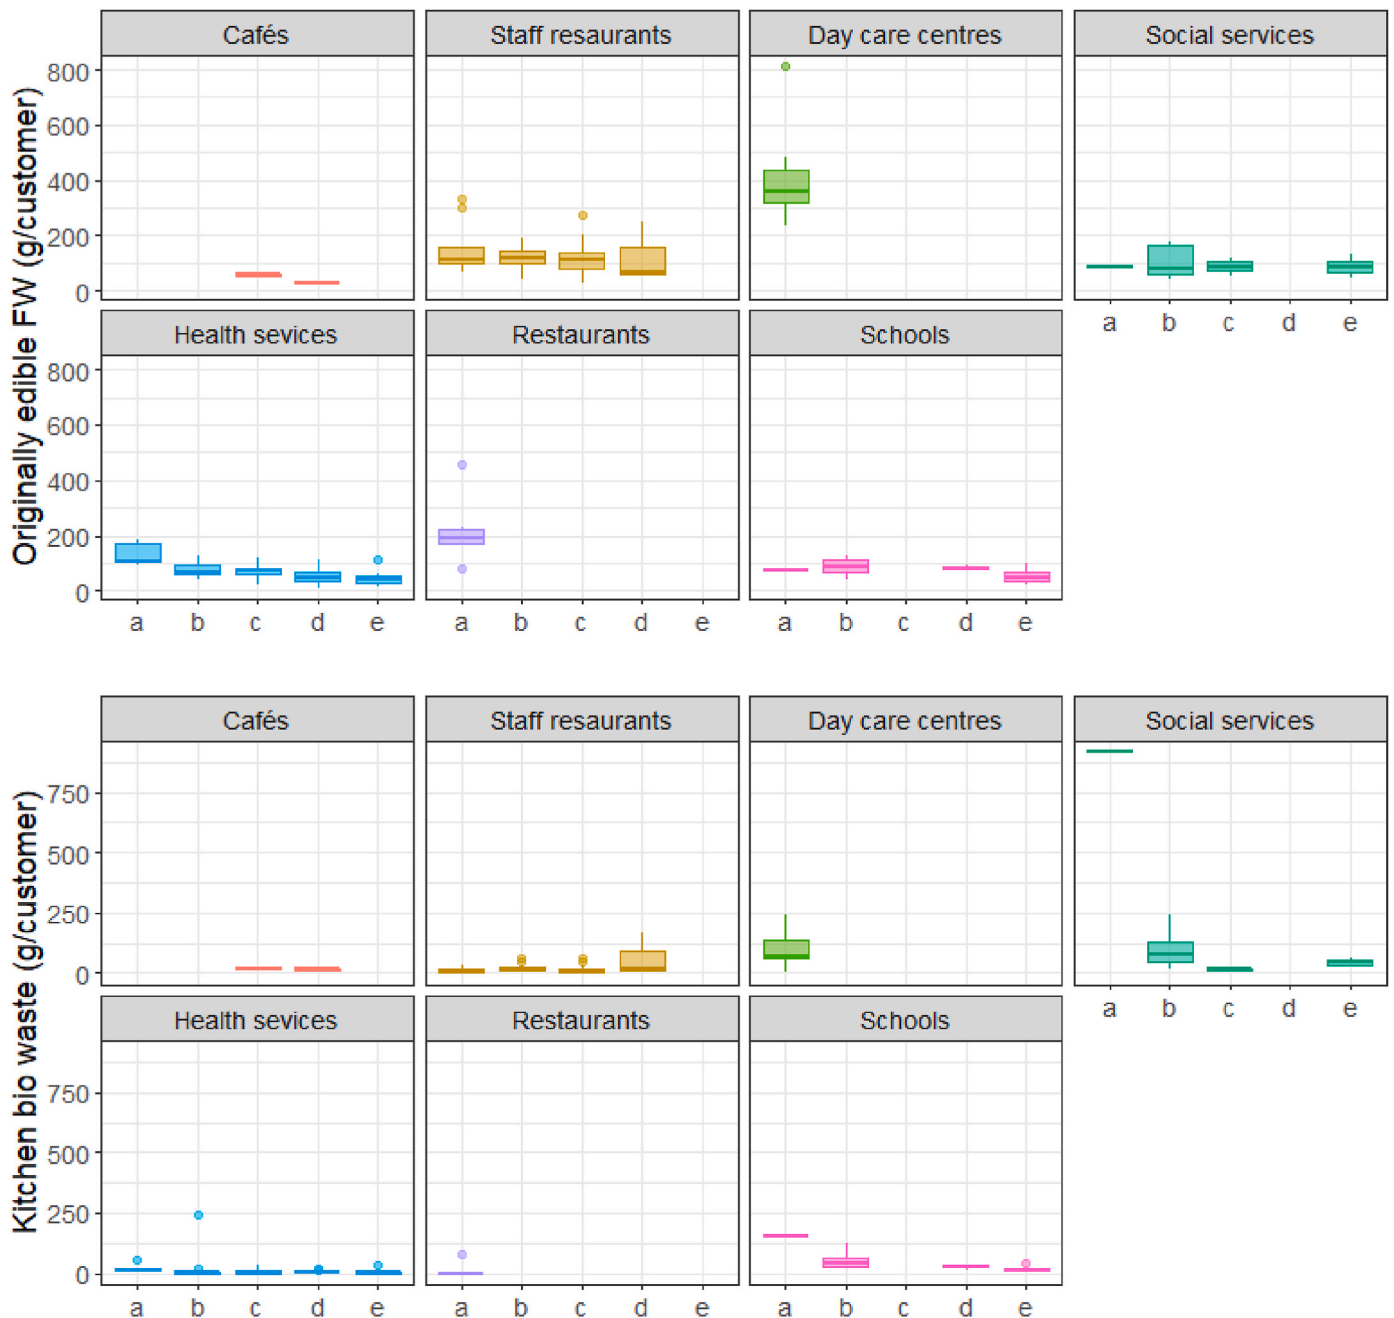 Cafés Staff resaurants Day care centres Social services
Originally edible FW (g/customer)
800
600
400
200
0
a b c d e
Health sevices Restaurants Schools
800
600
400
200
0
a b c d e a b c d e a b c d e
Cafés Staff resaurants Day care centres Social services
Kitchen bio waste (g/customer)
750
500
250
0
a b c d e
Health sevices Restaurants Schools
750
500
250
0
a b c d e a b c d e a b c d e